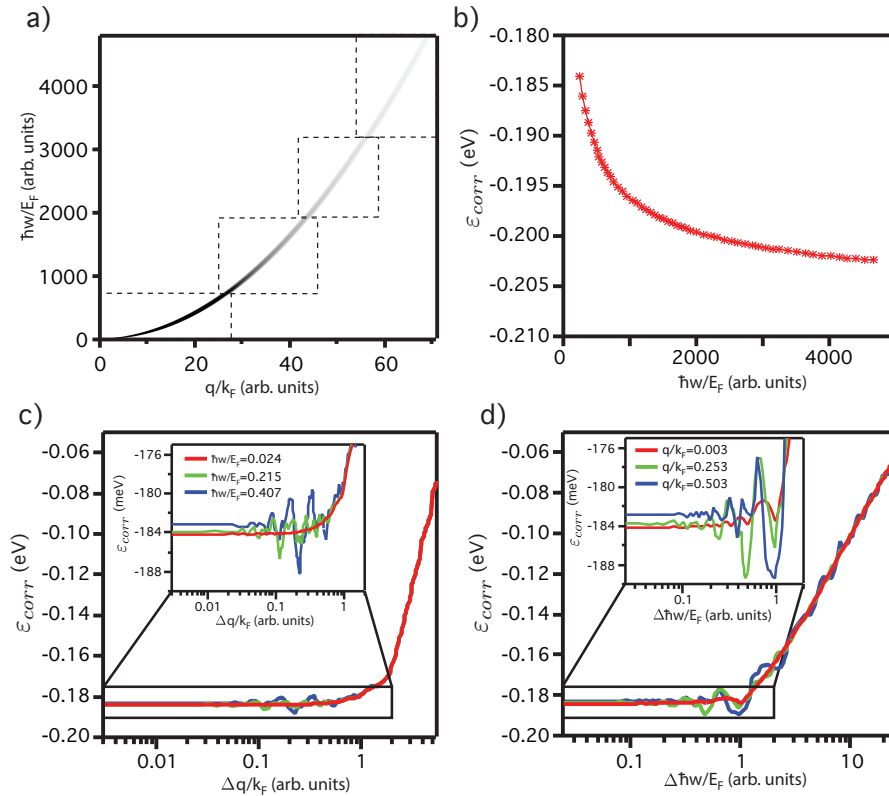 a)
ħw/E_F (arb. units)
4000
3000
2000
1000
0
0 20 40 60
q/k_F (arb. units)
b)
ε_corr (eV)
-0.180
-0.185
-0.190
-0.195
-0.200
-0.205
-0.210
0 2000 4000
ħw/E_F (arb. units)
c)
ε_corr (eV)
-0.06
-0.08
-0.10
-0.12
-0.14
-0.16
-0.18
-0.20
0.01 0.1 1
Δq/k_F (arb. units)
ε_corr (meV)
-176
-180
-184
-188
ħw/E_F=0.024
ħw/E_F=0.215
ħw/E_F=0.407
0.01 0.1 1
Δq/k_F (arb. units)
d)
ε_corr (eV)
-0.06
-0.08
-0.10
-0.12
-0.14
-0.16
-0.18
-0.20
0.1 1 10
Δħw/E_F (arb. units)
ε_corr (meV)
-176
-180
-184
-188
q/k_F=0.003
q/k_F=0.253
q/k_F=0.503
0.1 1
Δħw/E_F (arb. units)